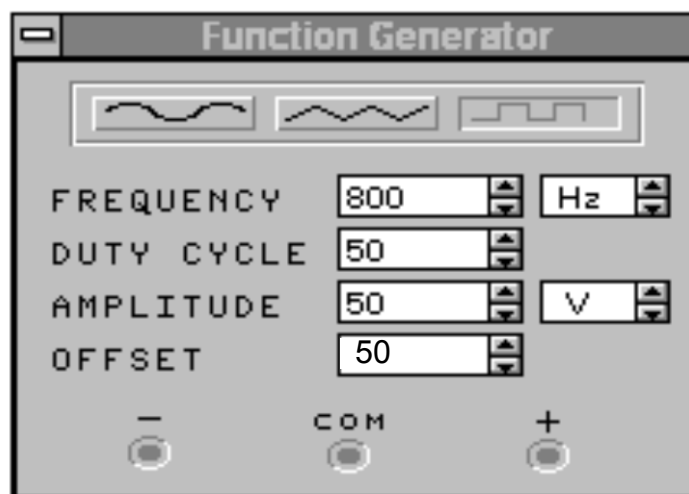 Function Generator
FREQUENCY 800 Hz
DUTY CYCLE 50
AMPLITUDE 50 V
OFFSET 50
- COM +